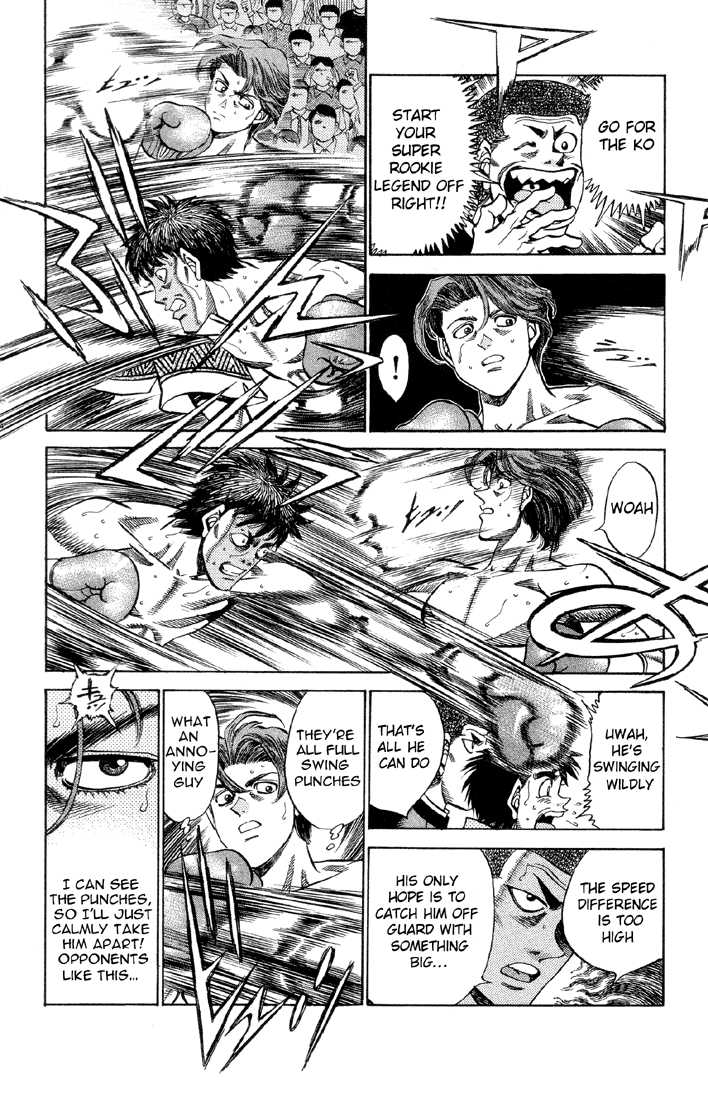 GO FOR
THE KO
START
YOUR
SUPER
ROOKIE
LEGEND OFF
RIGHT!!
!
WOAH
UWAH,
HE'S
SWINGING
WILDLY
THAT'S
ALL HE
CAN DO
THE SPEED
DIFFERENCE
IS TOO
HIGH
HIS ONLY
HOPE IS TO
CATCH HIM OFF
GUARD WITH
SOMETHING
BIG...
THEY'RE
ALL FULL
SWING
PUNCHES
WHAT
AN
ANNO-
YING
GUY
I CAN SEE
THE PUNCHES,
SO I'LL JUST
CALMLY TAKE
HIM APART!
OPPONENTS
LIKE THIS...